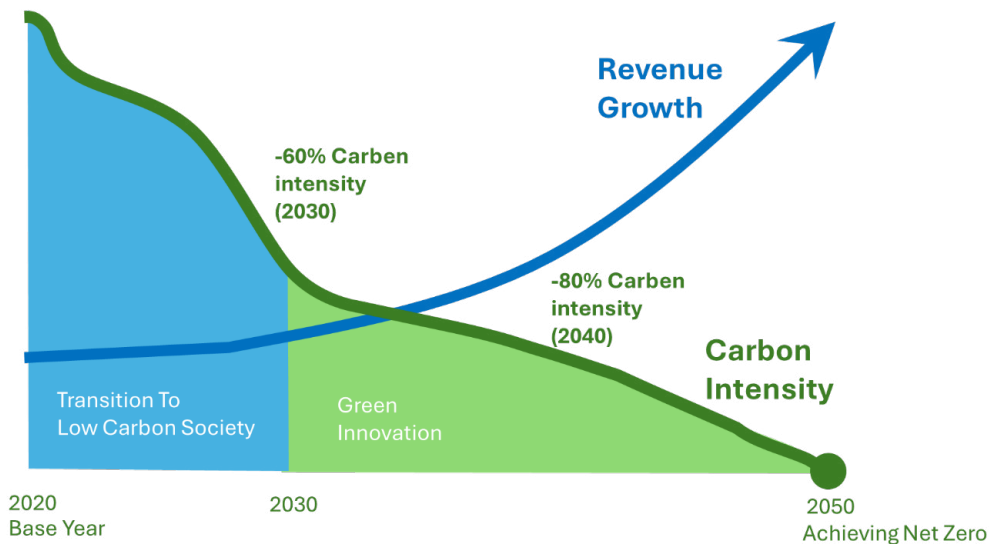 Revenue
Growth
-60% Carben
intensity
(2030)
-80% Carben
intensity
(2040)
Carbon
Intensity
Transition To
Low Carbon Society
Green
Innovation
2020
Base Year
2030
2050
Achieving Net Zero